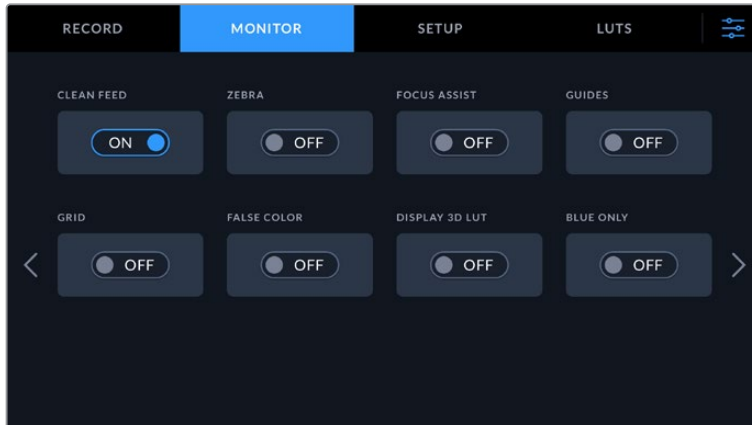 RECORD MONITOR SETUP LUTS
CLEAN FEED ZEBRA FOCUS ASSIST GUIDES
ON OFF OFF OFF
GRID FALSE COLOR DISPLAY 3D LUT BLUE ONLY
OFF OFF OFF OFF